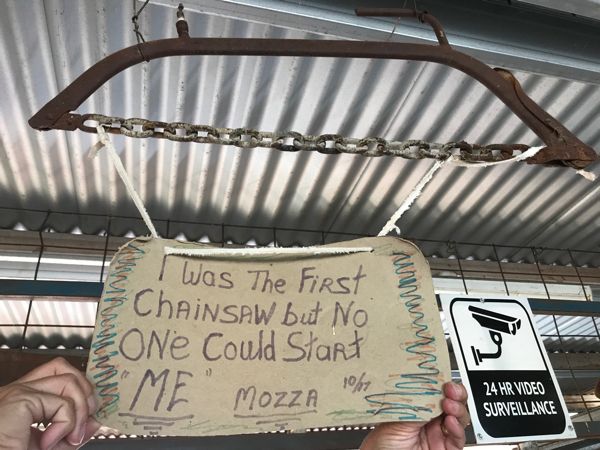 I Was The First
Chainsaw but No
One Could Start
"ME" Mozza 10/17
24 HR VIDEO
SURVEILLANCE